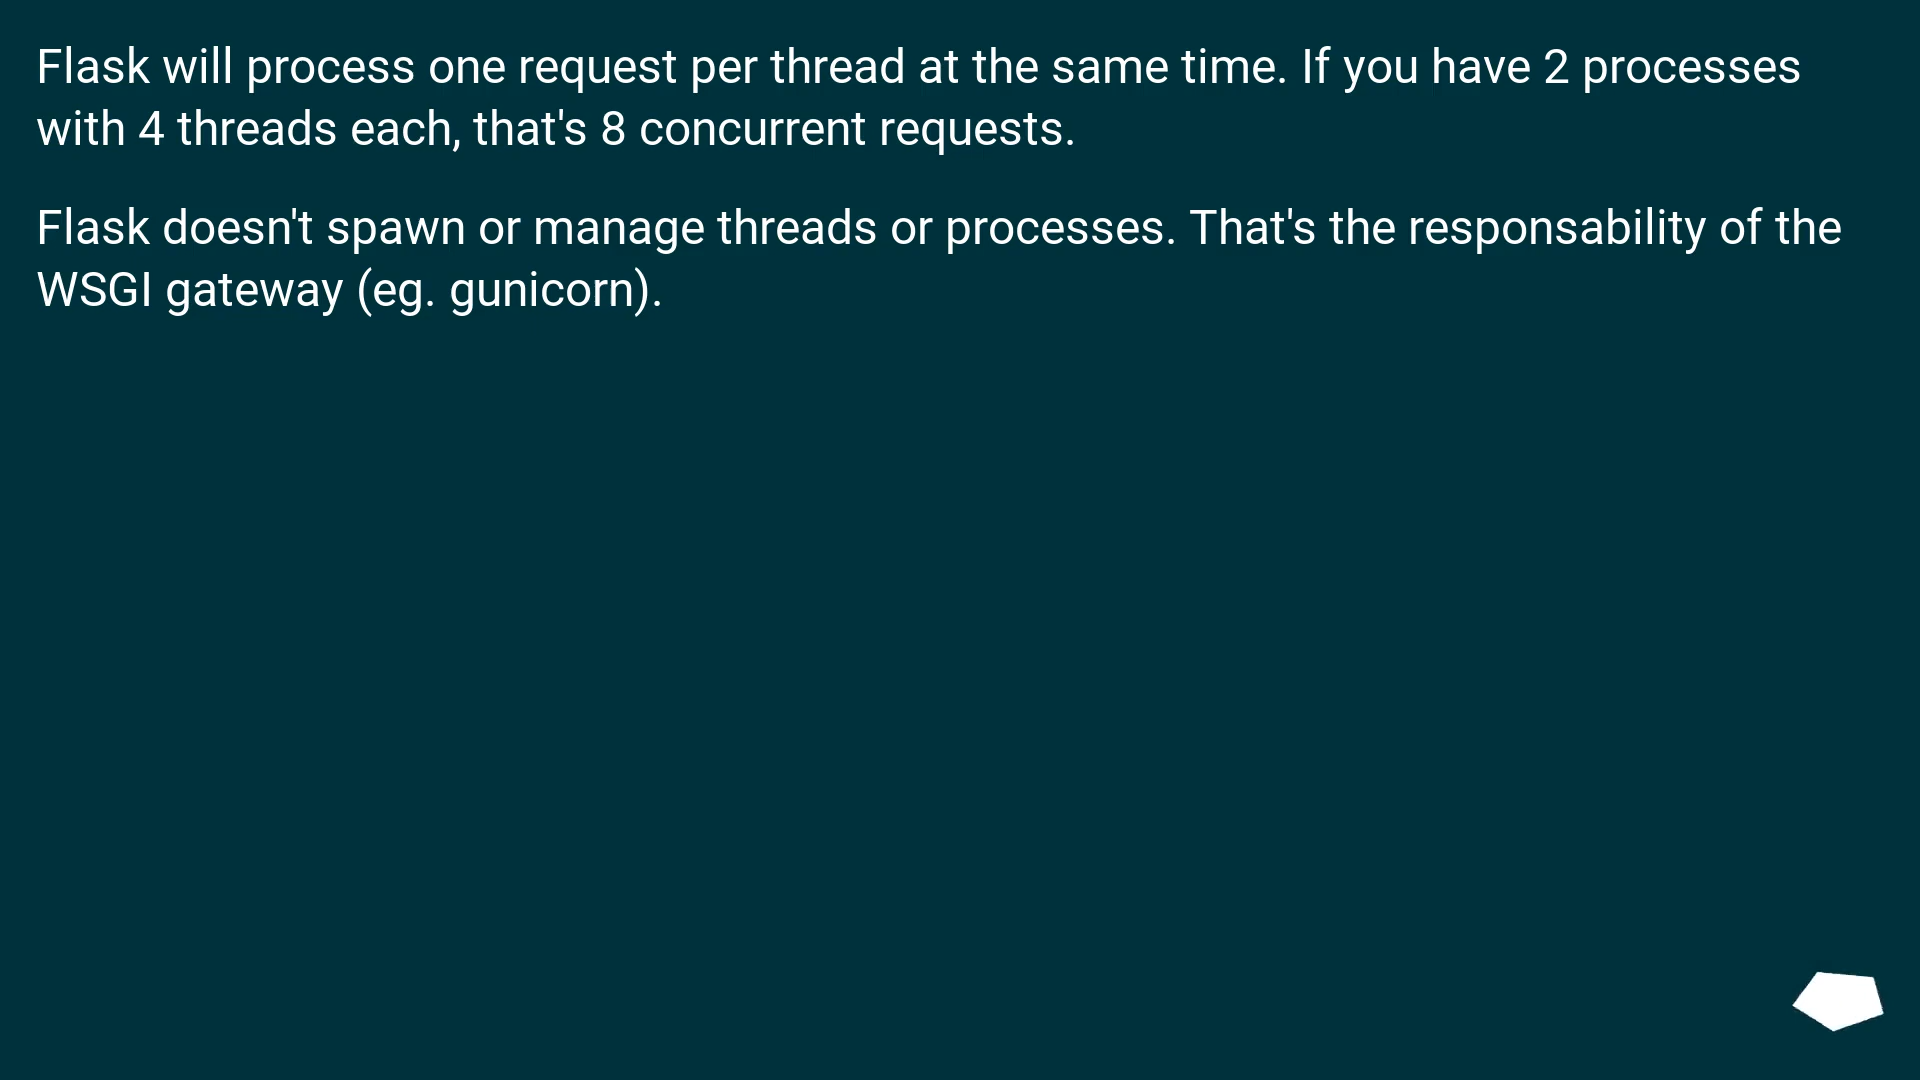 Flask will process one request per thread at the same time. If you have 2 processes
with 4 threads each, that's 8 concurrent requests.
Flask doesn't spawn or manage threads or processes. That's the responsability of the
WSGI gateway (eg. gunicorn).